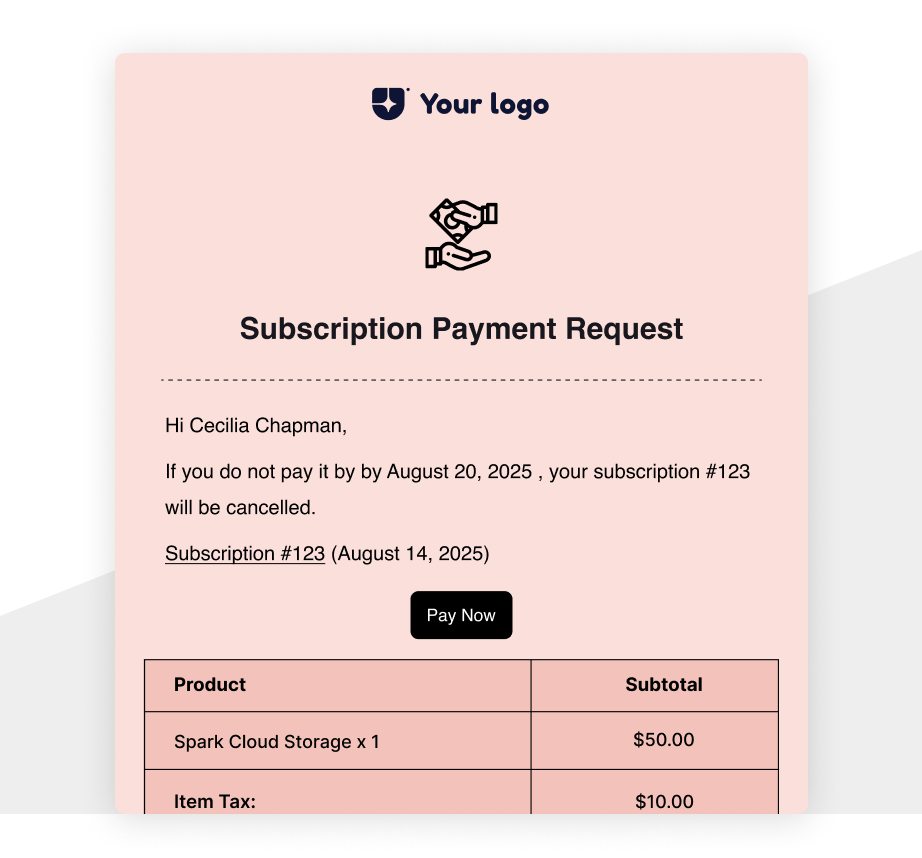 Your logo
Subscription Payment Request
Hi Cecilia Chapman,
If you do not pay it by by August 20, 2025 , your subscription #123
will be cancelled.
Subscription #123 (August 14, 2025)
Pay Now
Product Subtotal
Spark Cloud Storage x 1 $50.00
Item Tax: $10.00